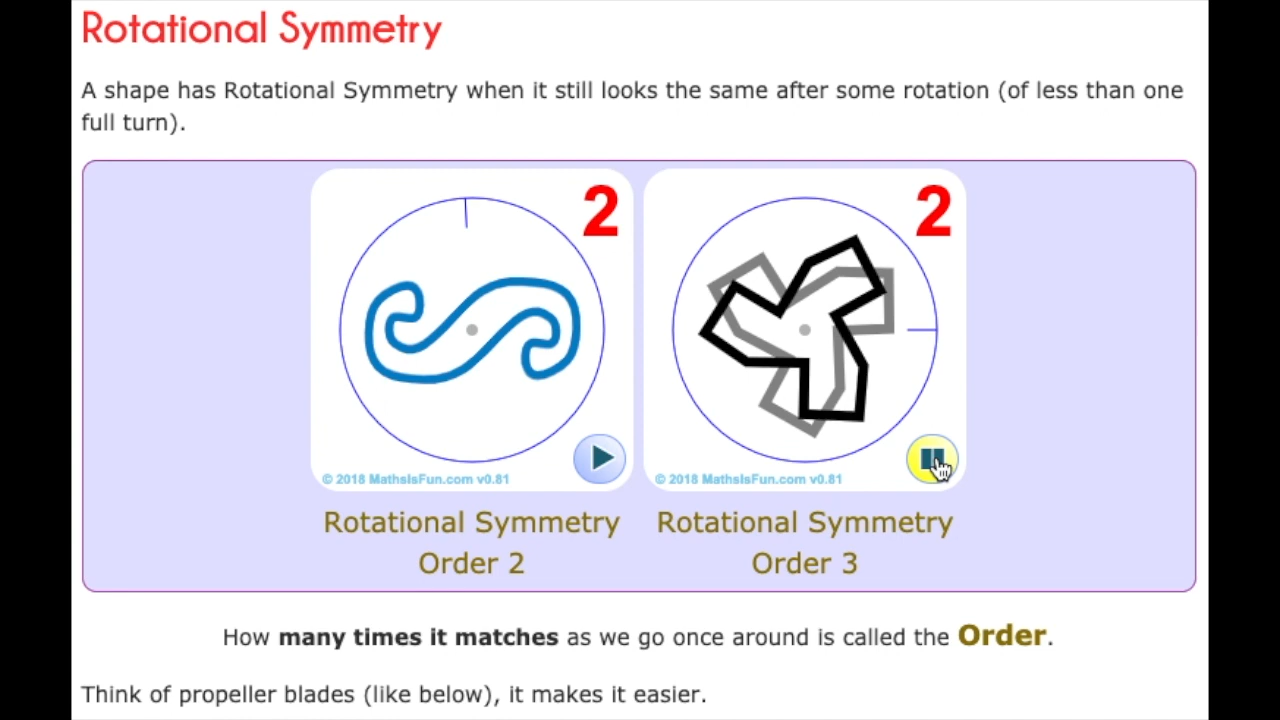 Rotational Symmetry
A shape has Rotational Symmetry when it still looks the same after some rotation (of less than one
full turn).
2
2
© 2018 MathsIsFun.com v0.81
© 2018 MathsIsFun.com v0.81
Rotational Symmetry
Order 2
Rotational Symmetry
Order 3
How many times it matches as we go once around is called the Order.
Think of propeller blades (like below), it makes it easier.